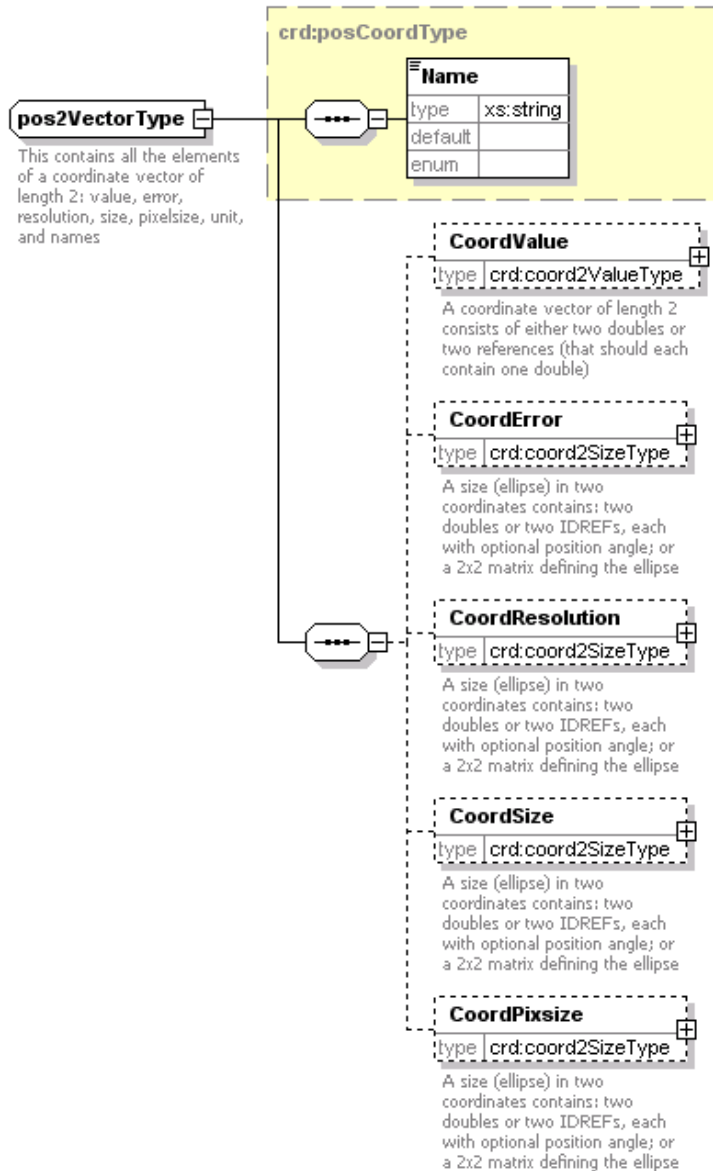 crd:posCoordType
Name
type xs:string
default
enum
pos2VectorType
This contains all the elements
of a coordinate vector of
length 2: value, error,
resolution, size, pixelsize, unit,
and names
CoordValue
type crd:coord2ValueType
A coordinate vector of length 2
consists of either two doubles or
two references (that should each
contain one double)
CoordError
type crd:coord2SizeType
A size (ellipse) in two
coordinates contains: two
doubles or two IDREFs, each
with optional position angle; or
a 2x2 matrix defining the ellipse
CoordResolution
type crd:coord2SizeType
A size (ellipse) in two
coordinates contains: two
doubles or two IDREFs, each
with optional position angle; or
a 2x2 matrix defining the ellipse
CoordSize
type crd:coord2SizeType
A size (ellipse) in two
coordinates contains: two
doubles or two IDREFs, each
with optional position angle; or
a 2x2 matrix defining the ellipse
CoordPixsize
type crd:coord2SizeType
A size (ellipse) in two
coordinates contains: two
doubles or two IDREFs, each
with optional position angle; or
a 2x2 matrix defining the ellipse